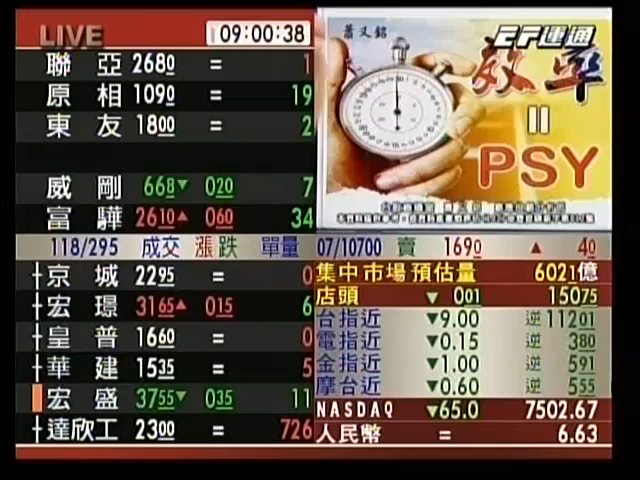 LIVE 09:00:38
聯亞 2680 = 1
原相 1090 = 19
東友 1800 = 2
威剛 668▼ 020 7
富驊 2610▲ 060 34
118/295 成交 漲跌 單量
京城 2295 = 0
宏璟 3165▲ 015 6
皇普 1660 = 0
華建 1535 = 5
宏盛 3755▼ 035 11
達欣工 2300 = 726
蕭又銘
EF運通
效率
=
PSY
07/10700 賣 1690 ▲ 40
集中市場預估量 6021億
店頭 ▼ 001 15075
台指近 ▼9.00 逆 11201
電指近 ▼0.15 逆 380
金指近 ▼1.00 逆 591
摩台近 ▼0.60 逆 555
NASDAQ ▼65.0 7502.67
人民幣 = 6.63